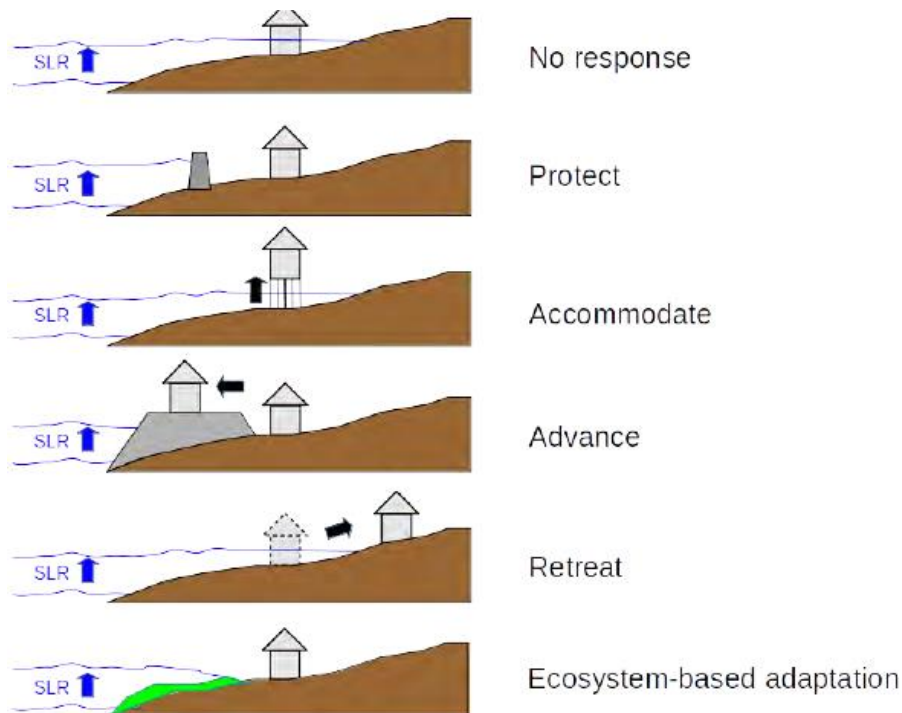 SLR
No response
SLR
Protect
SLR
Accommodate
SLR
Advance
SLR
Retreat
SLR
Ecosystem-based adaptation